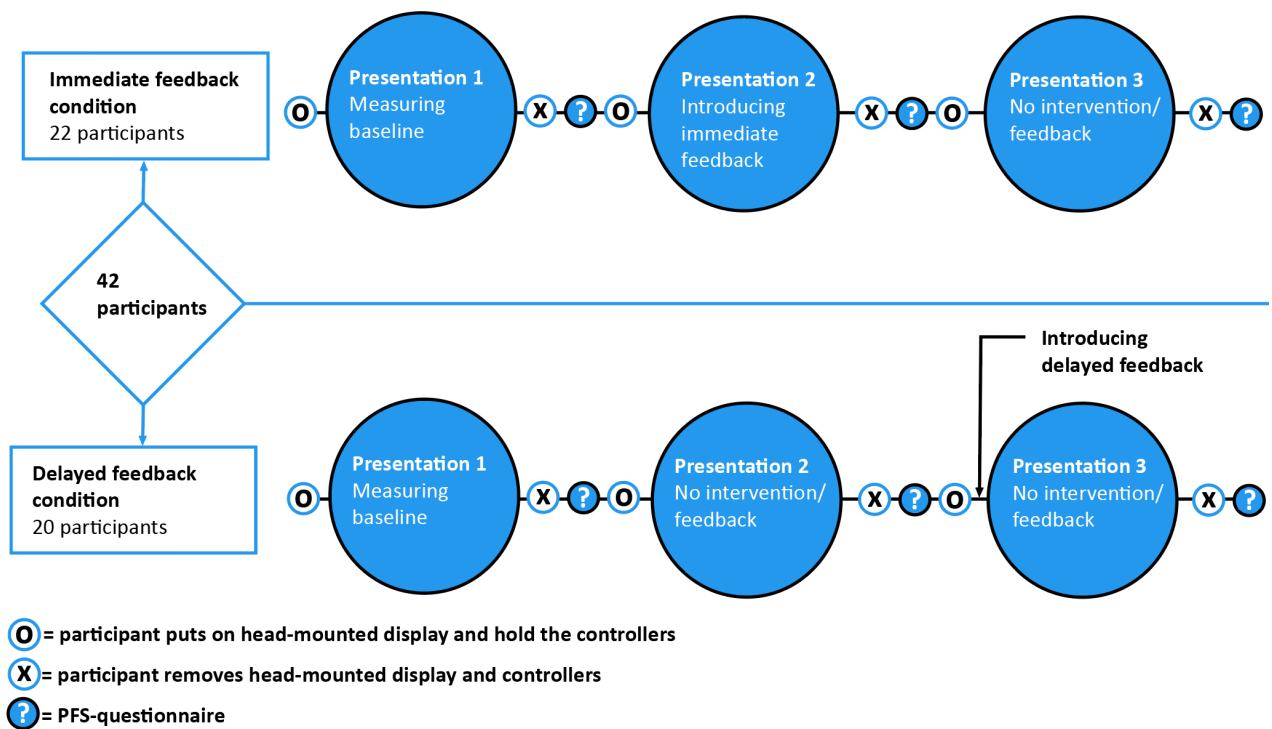 Immediate feedback
condition
22 participants
O
Presentation 1
Measuring
baseline
X
?
O
Presentation 2
Introducing
immediate
feedback
X
?
O
Presentation 3
No intervention/
feedback
X
?
42
participants
Introducing
delayed feedback
Delayed feedback
condition
20 participants
O
Presentation 1
Measuring
baseline
X
?
O
Presentation 2
No intervention/
feedback
X
?
O
Presentation 3
No intervention/
feedback
X
?
O = participant puts on head-mounted display and hold the controllers
X = participant removes head-mounted display and controllers
? = PFS-questionnaire